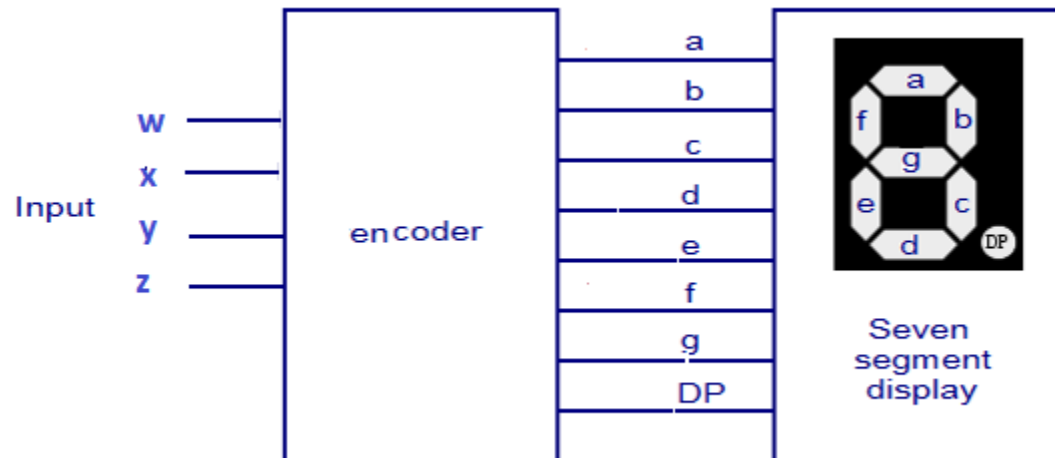 Input
w
x
y
z
encoder
a
b
c
d
e
f
g
DP
a
f
b
g
e
c
d
DP
Seven
segment
display